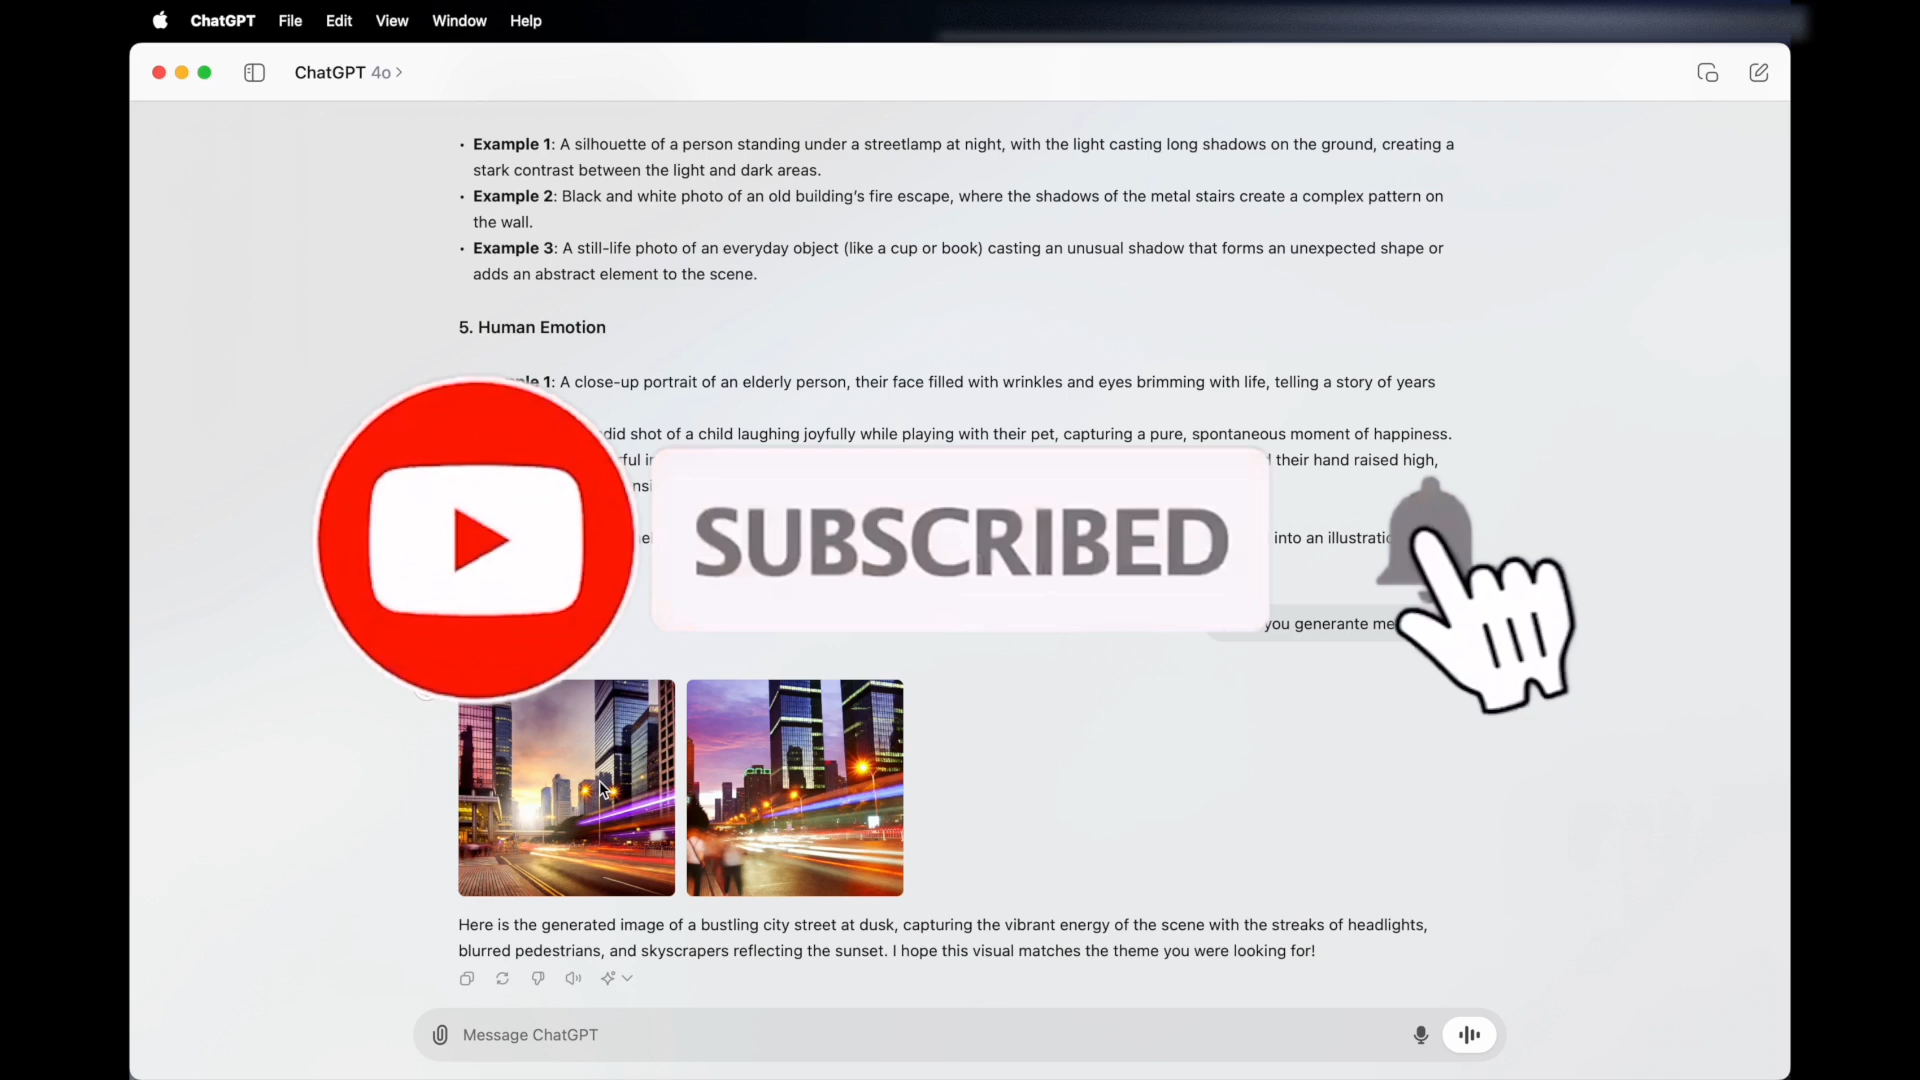 ChatGPT File Edit View Window Help
ChatGPT 4o >
• Example 1: A silhouette of a person standing under a streetlamp at night, with the light casting long shadows on the ground, creating a
stark contrast between the light and dark areas.
• Example 2: Black and white photo of an old building's fire escape, where the shadows of the metal stairs create a complex pattern on
the wall.
• Example 3: A still-life photo of an everyday object (like a cup or book) casting an unusual shadow that forms an unexpected shape or
adds an abstract element to the scene.
5. Human Emotion
1: A close-up portrait of an elderly person, their face filled with wrinkles and eyes brimming with life, telling a story of years
shot of a child laughing joyfully while playing with their pet, capturing a pure, spontaneous moment of happiness.
their hand raised high,
into an
SUBSCRIBED
you generante me
Here is the generated image of a bustling city street at dusk, capturing the vibrant energy of the scene with the streaks of headlights,
blurred pedestrians, and skyscrapers reflecting the sunset. I hope this visual matches the theme you were looking for!
Message ChatGPT